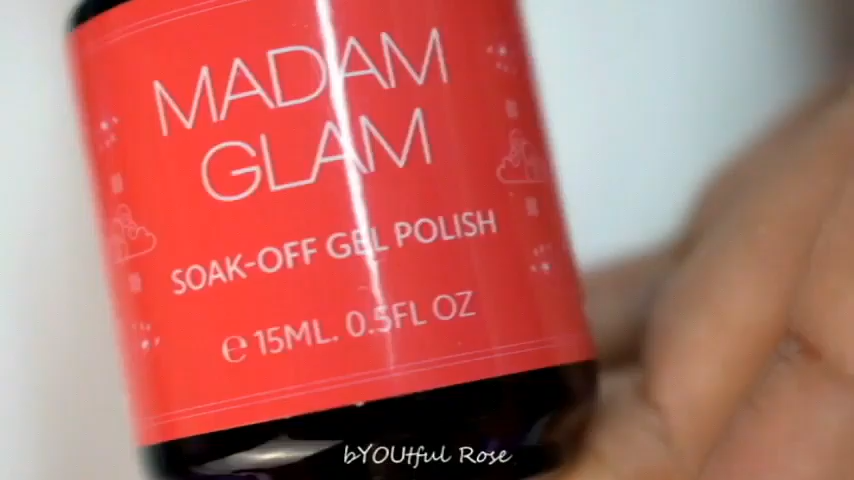 MADAM
GLAM
SOAK-OFF GEL POLISH
℮ 15ML. 0.5FL OZ
bYOUtful Rose